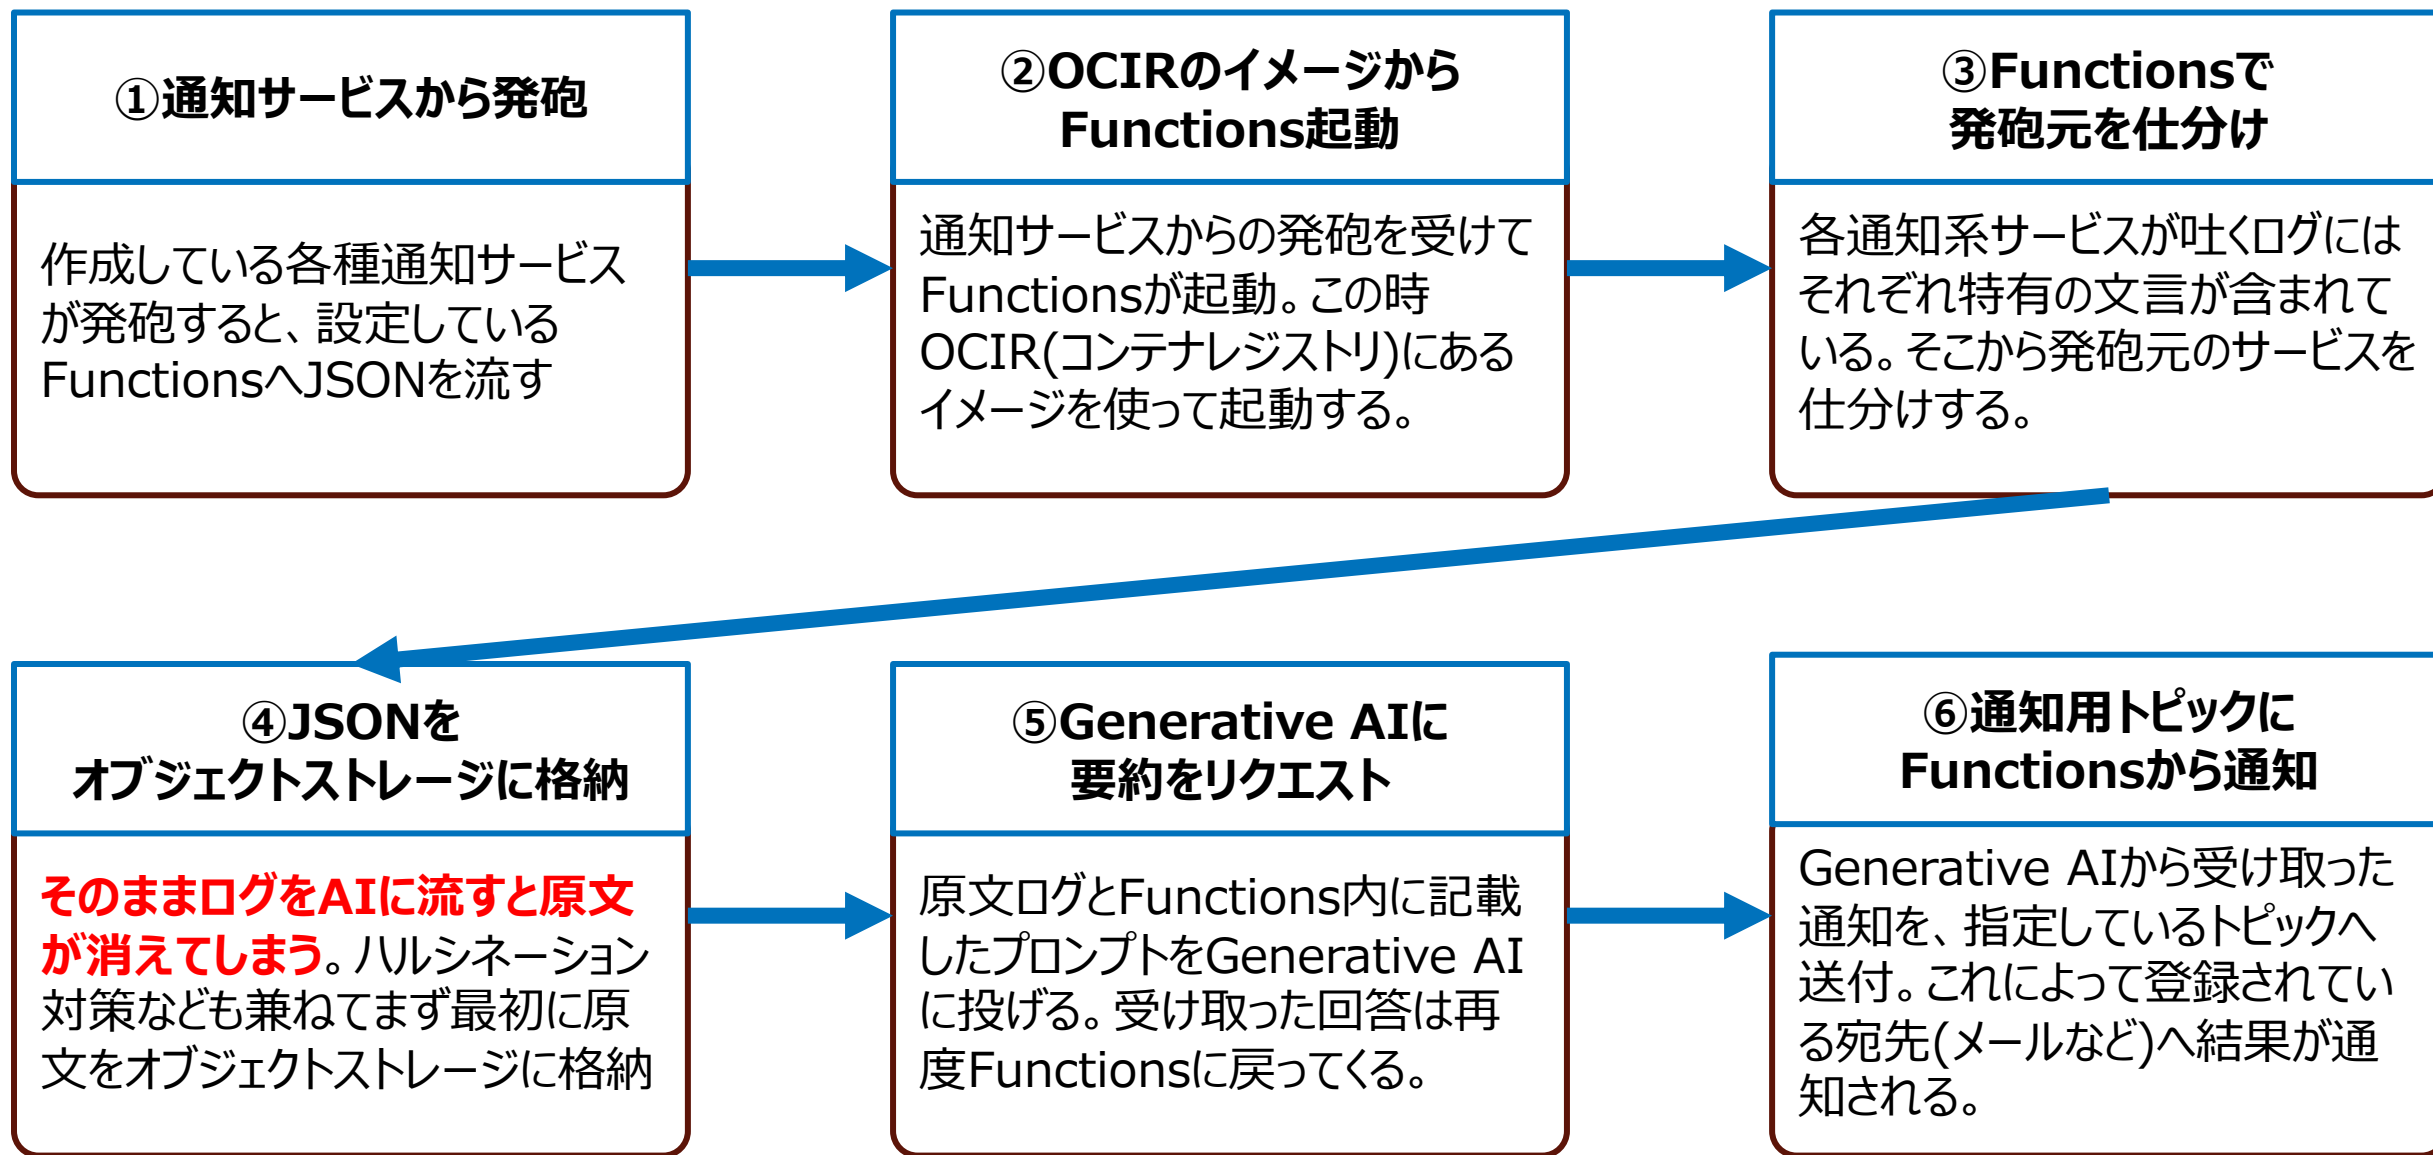 ①通知サービスから発砲
作成している各種通知サービス
が発砲すると、設定している
FunctionsへJSONを流す
②OCIRのイメージから
Functions起動
通知サービスからの発砲を受けて
Functionsが起動。この時
OCIR(コンテナレジストリ)にある
イメージを使って起動する。
③Functionsで
発砲元を仕分け
各通知系サービスが吐くログには
それぞれ特有の文言が含まれて
いる。そこから発砲元のサービスを
仕分けする。
④JSONを
オブジェクトストレージに格納
そのままログをAIに流すと原文
が消えてしまう。ハルシネーション
対策なども兼ねてまず最初に原
文をオブジェクトストレージに格納
⑤Generative AIに
要約をリクエスト
原文ログとFunctions内に記載
したプロンプトをGenerative AI
に投げる。受け取った回答は再
度Functionsに戻ってくる。
⑥通知用トピックに
Functionsから通知
Generative AIから受け取った
通知を、指定しているトピックへ
送付。これによって登録されてい
る宛先(メールなど)へ結果が通
知される。